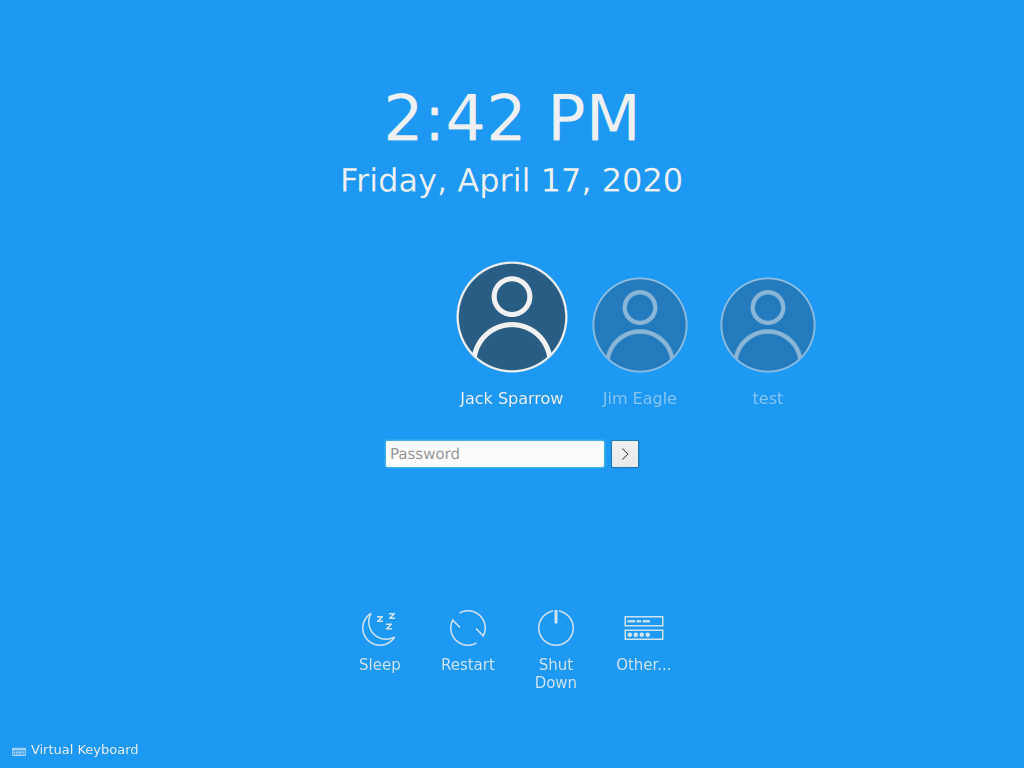 2:42 PM
Friday, April 17, 2020
Jack Sparrow
Jim Eagle
test
Password
Sleep
Restart
Shut
Down
Other...
Virtual Keyboard